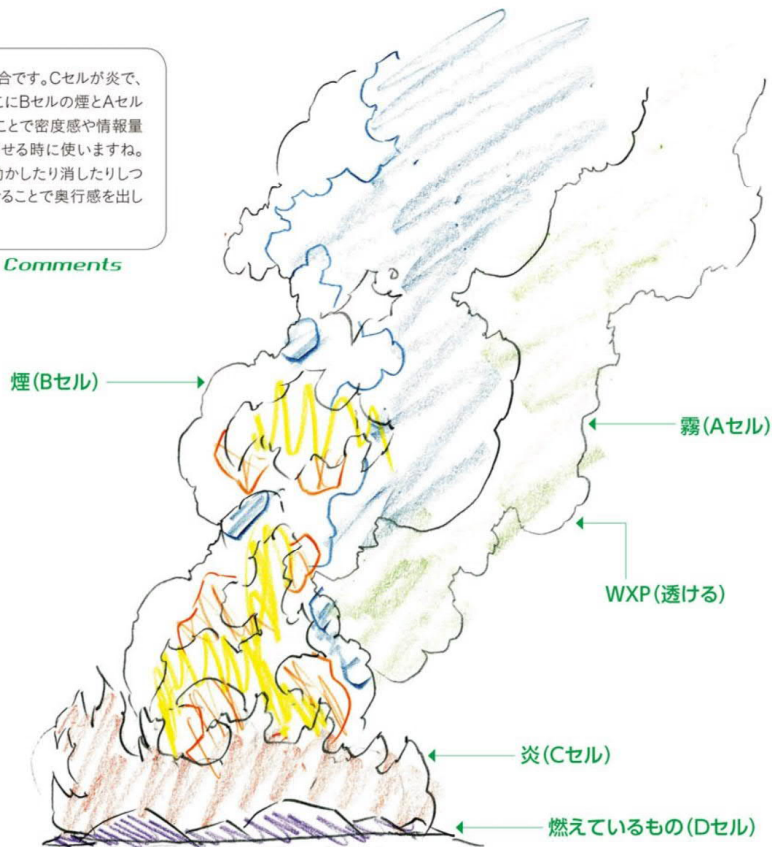 合です。Cセルが炎で、
こにBセルの煙とAセル
ことで密度感や情報量
せる時に使いますね。
動かしたり消したりしつ
ることで奥行感を出し
Comments
煙(Bセル)
霧(Aセル)
WXP(透ける)
炎(Cセル)
燃えているもの(Dセル)